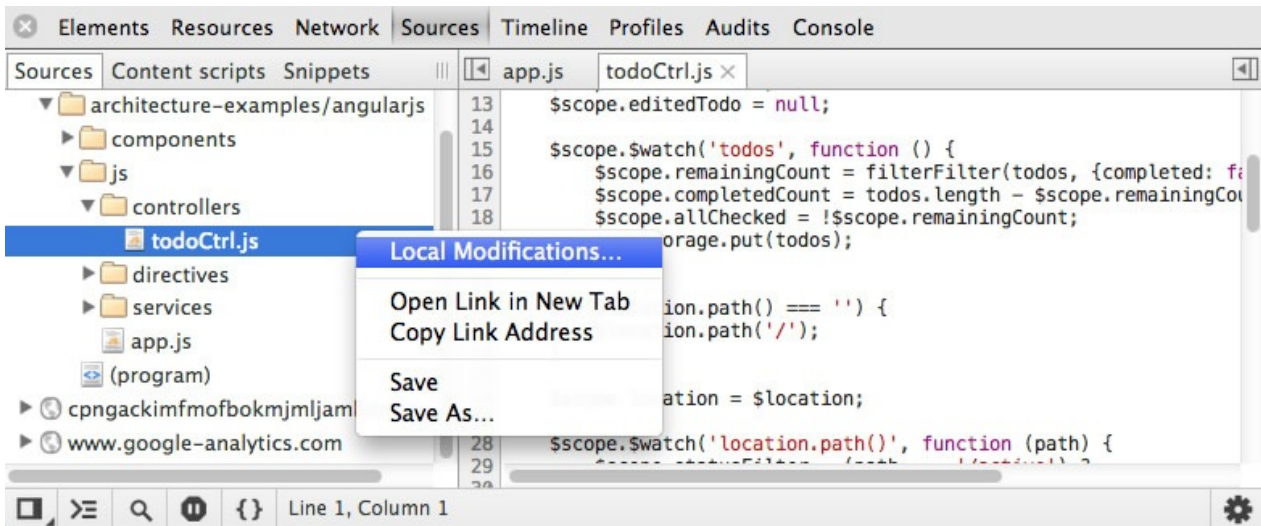 Elements Resources Network Sources Timeline Profiles Audits Console
Sources Content scripts Snippets
app.js todoCtrl.js ×
architecture-examples/angularjs
components
js
controllers
todoCtrl.js
directives
services
app.js
(program)
www.google-analytics.com
Local Modifications...
Open Link in New Tab
Copy Link Address
Save
Save As...
13 $scope.editedTodo = null;
14
15 $scope.$watch('todos', function () {
16 $scope.remainingCount = filterFilter(todos, {completed:
17 $scope.completedCount = todos.length - $scope.remainingCou
18 $scope.allChecked = !$scope.remainingCount;
orage.put(todos);
ion.path() === '') {
ion.path('/');
ation = $location;
28 $scope.$watch('location.path()', function (path) {
29
{} Line 1, Column 1